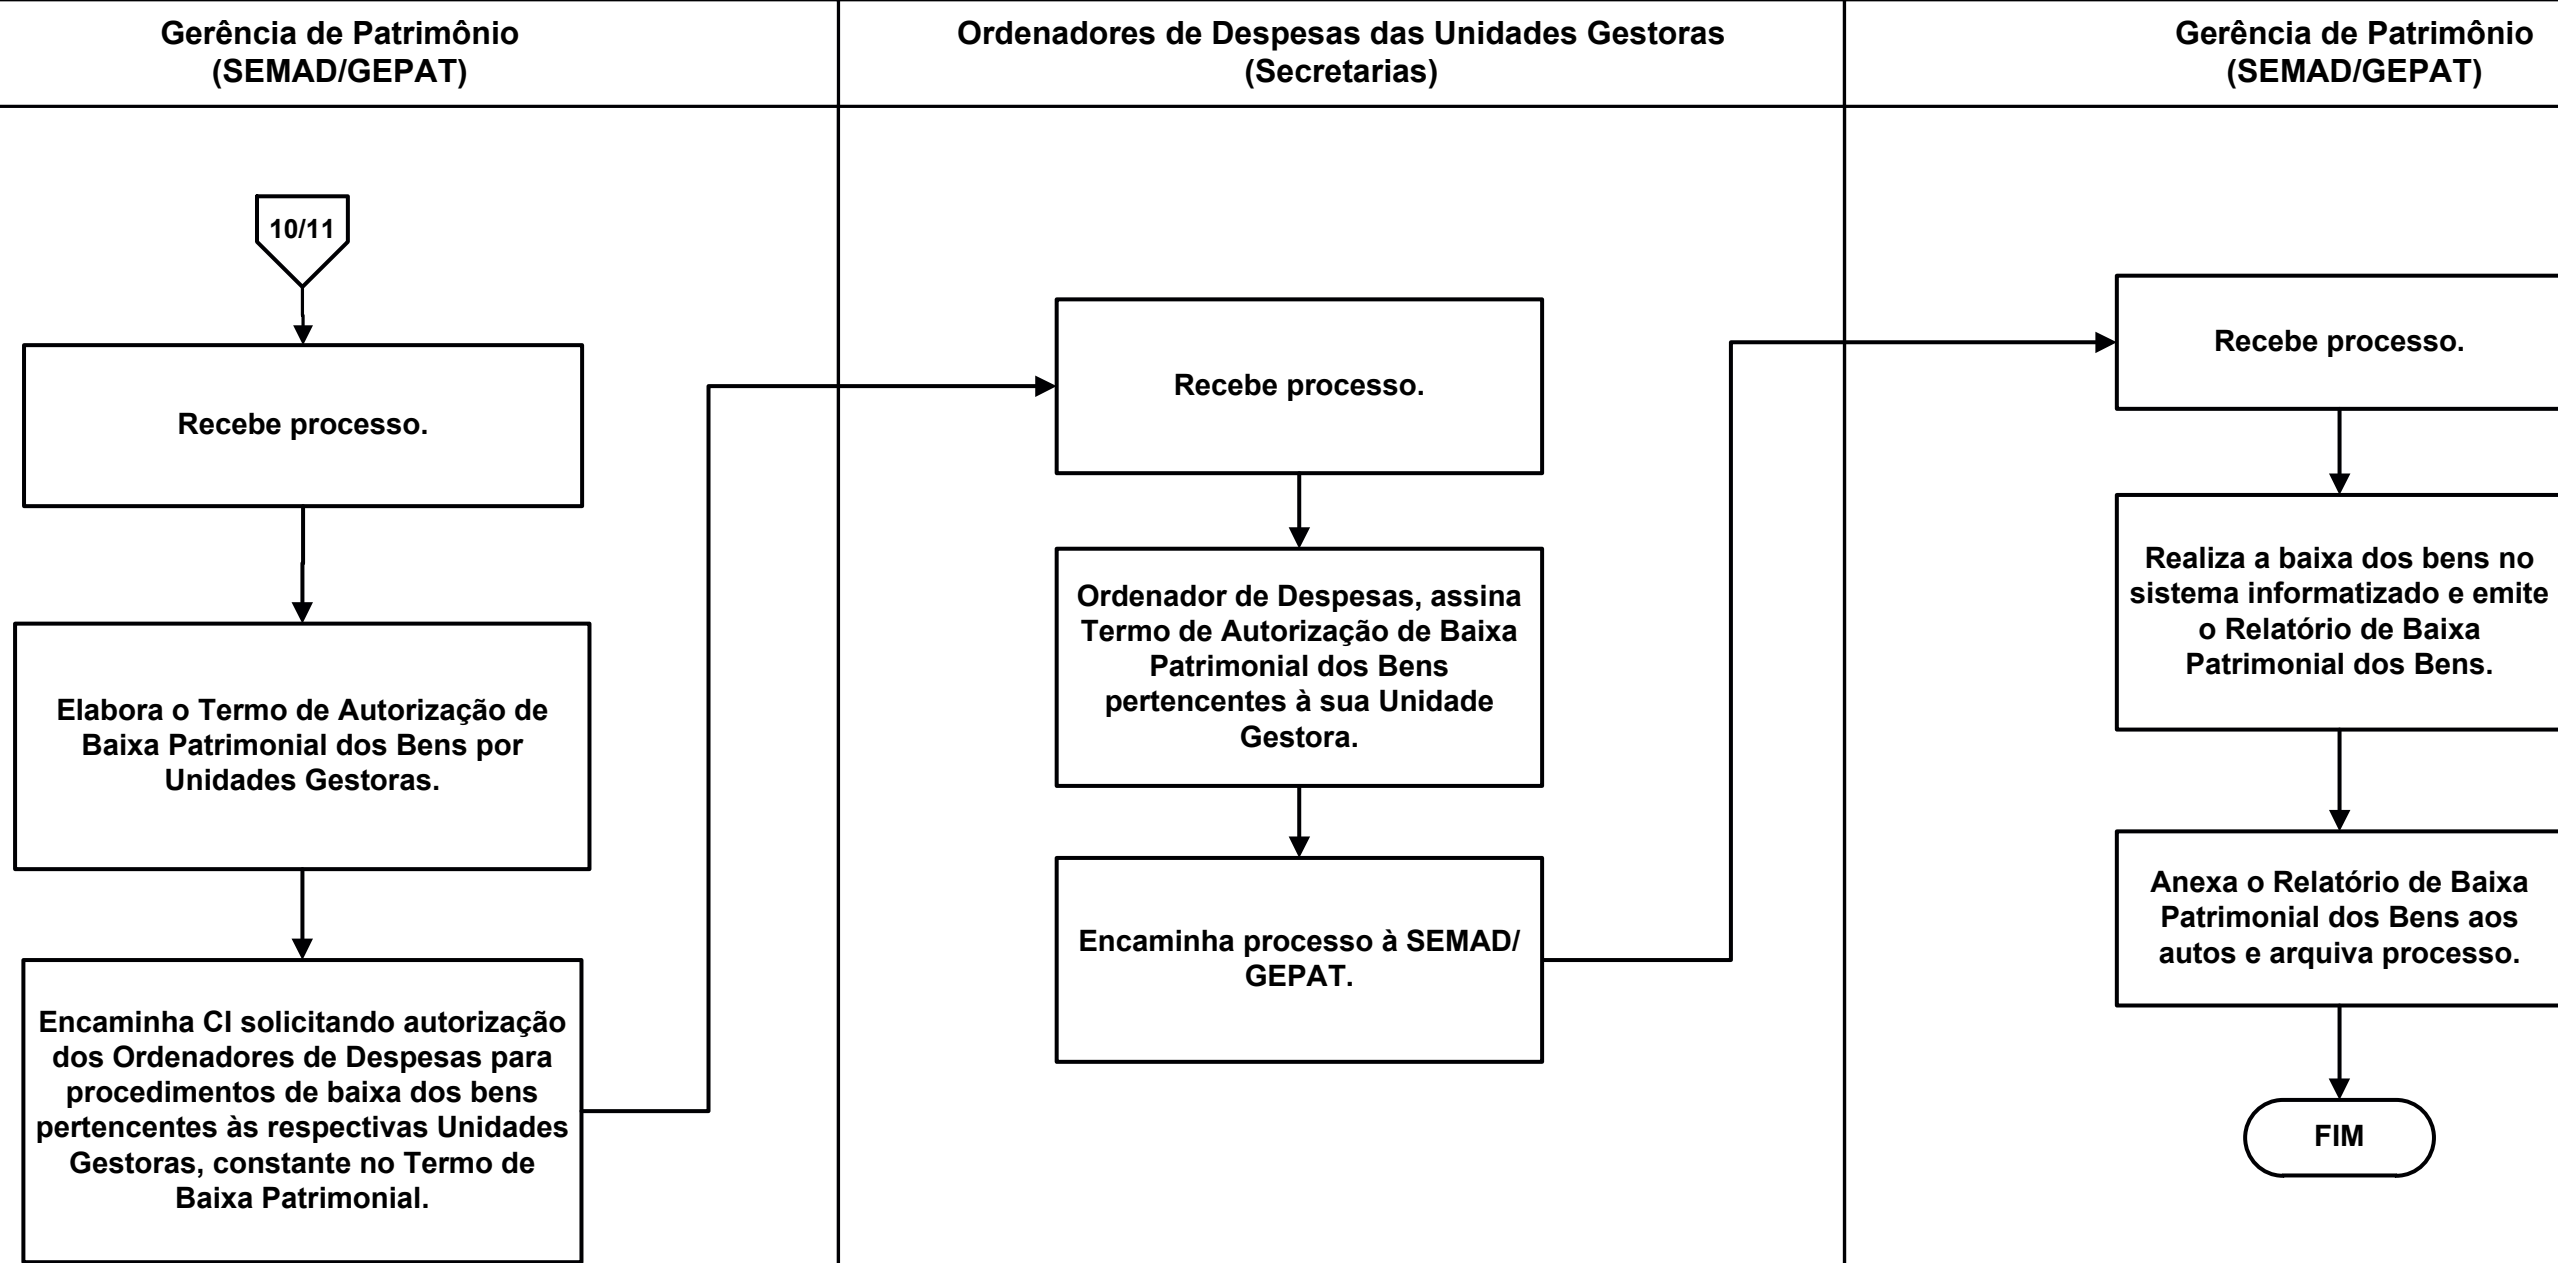 Gerência de Patrimônio
(SEMAD/GEPAT)
Ordenadores de Despesas das Unidades Gestoras
(Secretarias)
Gerência de Patrimônio
(SEMAD/GEPAT)
10/11
Recebe processo.
Elabora o Termo de Autorização de
Baixa Patrimonial dos Bens por
Unidades Gestoras.
Encaminha CI solicitando autorização
dos Ordenadores de Despesas para
procedimentos de baixa dos bens
pertencentes às respectivas Unidades
Gestoras, constante no Termo de
Baixa Patrimonial.
Recebe processo.
Ordenador de Despesas, assina
Termo de Autorização de Baixa
Patrimonial dos Bens
pertencentes à sua Unidade
Gestora.
Encaminha processo à SEMAD/
GEPAT.
Recebe processo.
Realiza a baixa dos bens no
sistema informatizado e emite
o Relatório de Baixa
Patrimonial dos Bens.
Anexa o Relatório de Baixa
Patrimonial dos Bens aos
autos e arquiva processo.
FIM